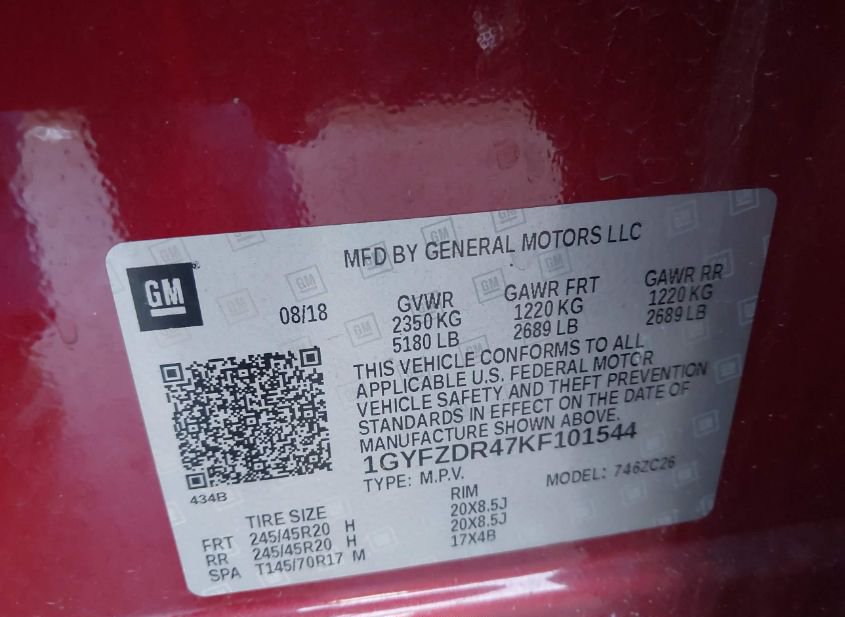 GM
MFD BY GENERAL MOTORS LLC
08/18
GVWR
2350 KG
5180 LB
GAWR FRT
1220 KG
2689 LB
GAWR RR
1220 KG
2689 LB
THIS VEHICLE CONFORMS TO ALL
APPLICABLE U.S. FEDERAL MOTOR
VEHICLE SAFETY AND THEFT PREVENTION
STANDARDS IN EFFECT ON THE DATE OF
MANUFACTURE SHOWN ABOVE.
1GYFZDR47KF101544
TYPE: M.P.V. MODEL: 746ZC26
434B
TIRE SIZE RIM
FRT 245/45R20 H 20X8.5J
RR 245/45R20 H 20X8.5J
SPA T145/70R17 M 17X4B